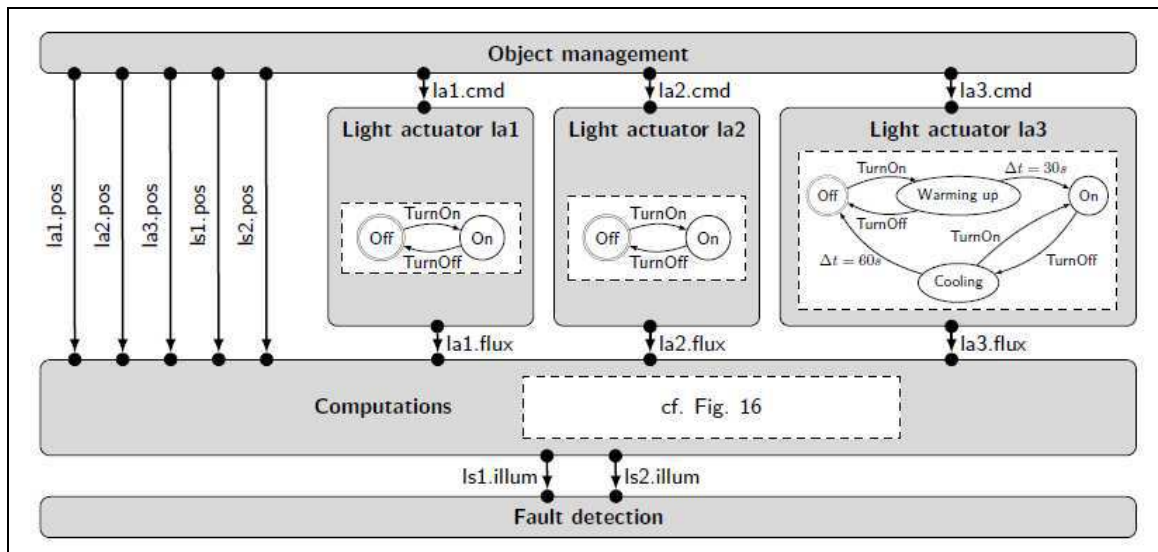 Object management
la1.cmd
la2.cmd
la3.cmd
la1.pos
la2.pos
la3.pos
ls1.pos
ls2.pos
Light actuator la1
TurnOn
Off
On
TurnOff
Light actuator la2
TurnOn
Off
On
TurnOff
Light actuator la3
TurnOn
Δt = 30s
Off
Warming up
On
TurnOff
TurnOn
Δt = 60s
TurnOff
Cooling
la1.flux
la2.flux
la3.flux
Computations
cf. Fig. 16
ls1.illum
ls2.illum
Fault detection